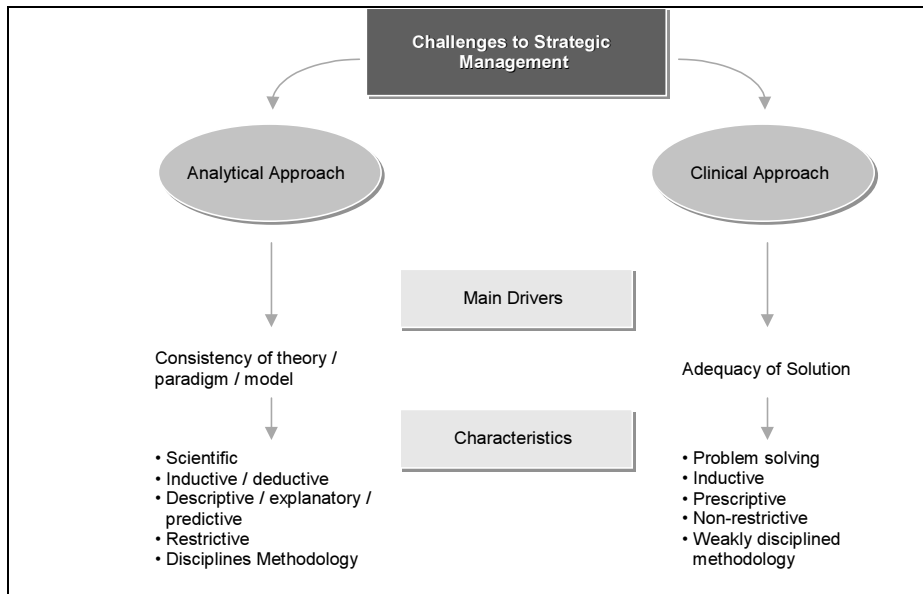 Challenges to Strategic
Management
Analytical Approach
Clinical Approach
Main Drivers
Consistency of theory /
paradigm / model
Adequacy of Solution
Characteristics
• Scientific
• Inductive / deductive
• Descriptive / explanatory /
predictive
• Restrictive
• Disciplines Methodology
• Problem solving
• Inductive
• Prescriptive
• Non-restrictive
• Weakly disciplined
methodology